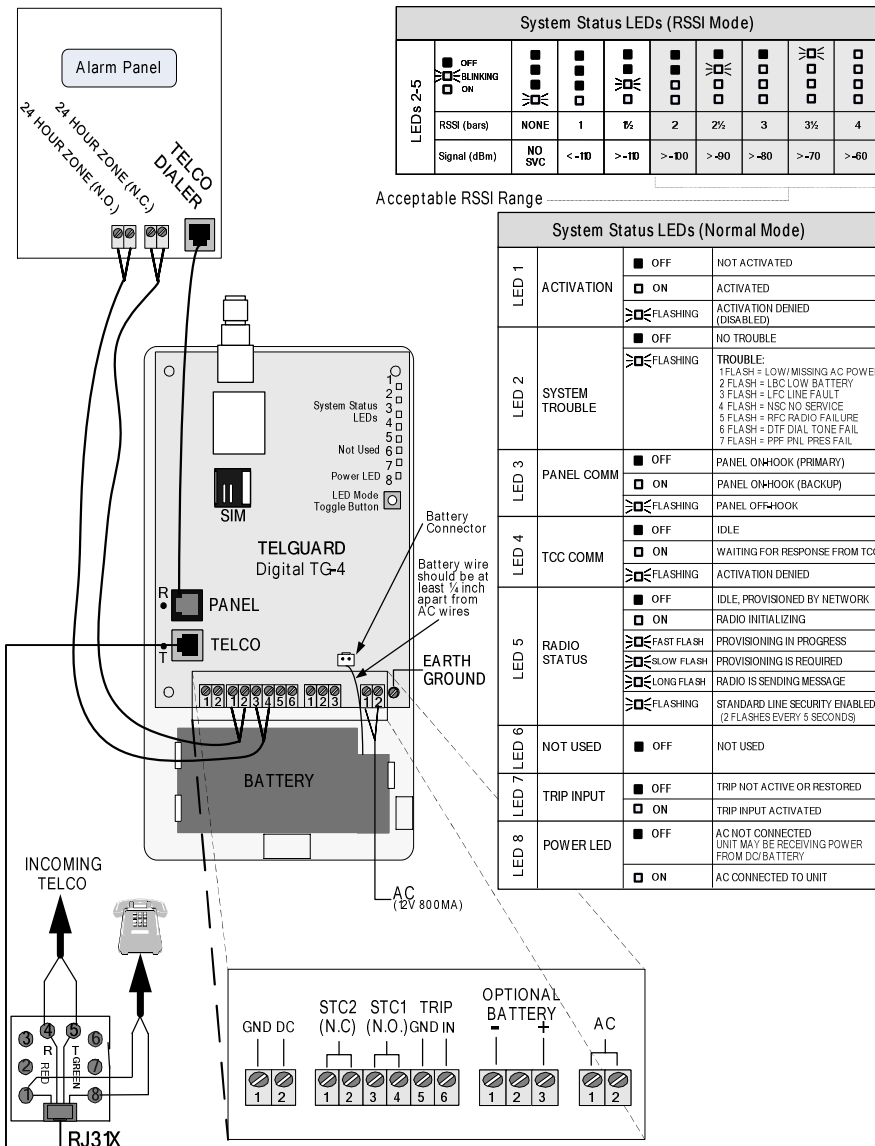 Alarm Panel
24 HOUR ZONE (N.O.)
24 HOUR ZONE (N.C.)
TELCO
DIALER
System Status LEDs (RSSI Mode)
LEDs 2-5
OFF
BLINKING
ON
RSSI (bars) NONE 1 1½ 2 2½ 3 3½ 4
Signal (dBm) NO SVC <-110 >-110 >-100 >-90 >-80 >-70 >-60
Acceptable RSSI Range
System Status LEDs (Normal Mode)
LED 1
ACTIVATION
OFF NOT ACTIVATED
ON ACTIVATED
FLASHING ACTIVATION DENIED
(DISABLED)
LED 2
SYSTEM
TROUBLE
OFF NO TROUBLE
FLASHING TROUBLE:
1 FLASH = LOW/MISSING AC POWER
2 FLASH = LBC LOW BATTERY
3 FLASH = LFC LINE FAULT
4 FLASH = NSC NO SERVICE
5 FLASH = RFC RADIO FAILURE
6 FLASH = DTF DIAL TONE FAIL
7 FLASH = PPF PNL PRES FAIL
LED 3
PANEL COMM
OFF PANEL ON-HOOK (PRIMARY)
ON PANEL ON-HOOK (BACKUP)
FLASHING PANEL OFF-HOOK
LED 4
TCC COMM
OFF IDLE
ON WAITING FOR RESPONSE FROM TCC
FLASHING ACTIVATION DENIED
LED 5
RADIO
STATUS
OFF IDLE, PROVISIONED BY NETWORK
ON RADIO INITIALIZING
FAST FLASH PROVISIONING IN PROGRESS
SLOW FLASH PROVISIONING IS REQUIRED
LONG FLASH RADIO IS SENDING MESSAGE
FLASHING STANDARD LINE SECURITY ENABLED
(2 FLASHES EVERY 5 SECONDS)
LED 6
NOT USED
OFF NOT USED
LED 7
TRIP INPUT
OFF TRIP NOT ACTIVE OR RESTORED
ON TRIP INPUT ACTIVATED
LED 8
POWER LED
OFF AC NOT CONNECTED
UNIT MAY BE RECEIVING POWER
FROM DC/BATTERY
ON AC CONNECTED TO UNIT
1
2
System Status 3
LEDs 4
5
Not Used 6
7
Power LED 8
LED Mode
Toggle Button
SIM
TELGUARD
Digital TG-4
R
PANEL
TELCO
T
Battery
Connector
Battery wire
should be at
least ¼ inch
apart from
AC wires
EARTH
GROUND
1 2 1 2 3 4 5 6 1 2 3 1 2
BATTERY
AC
(12V 800MA)
INCOMING
TELCO
3 4 5 6
R T
2 RED GREEN 7
1 8
RJ31X
GND DC
STC2
(N.C)
STC1
(N.O.)
TRIP
GND IN
OPTIONAL
BATTERY
- +
AC
1 2 1 2 3 4 5 6 1 2 3 1 2